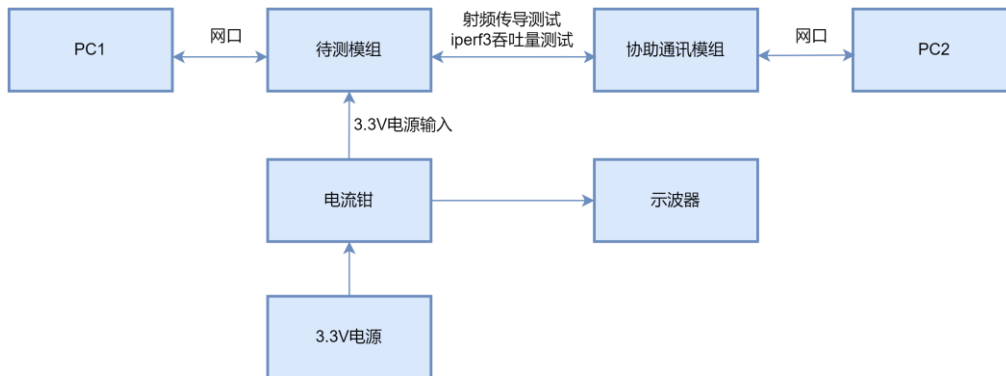 射频传导测试
iperf3吞吐量测试
PC1
网口
待测模组
协助通讯模组
网口
PC2
3.3V电源输入
电流钳
示波器
3.3V电源